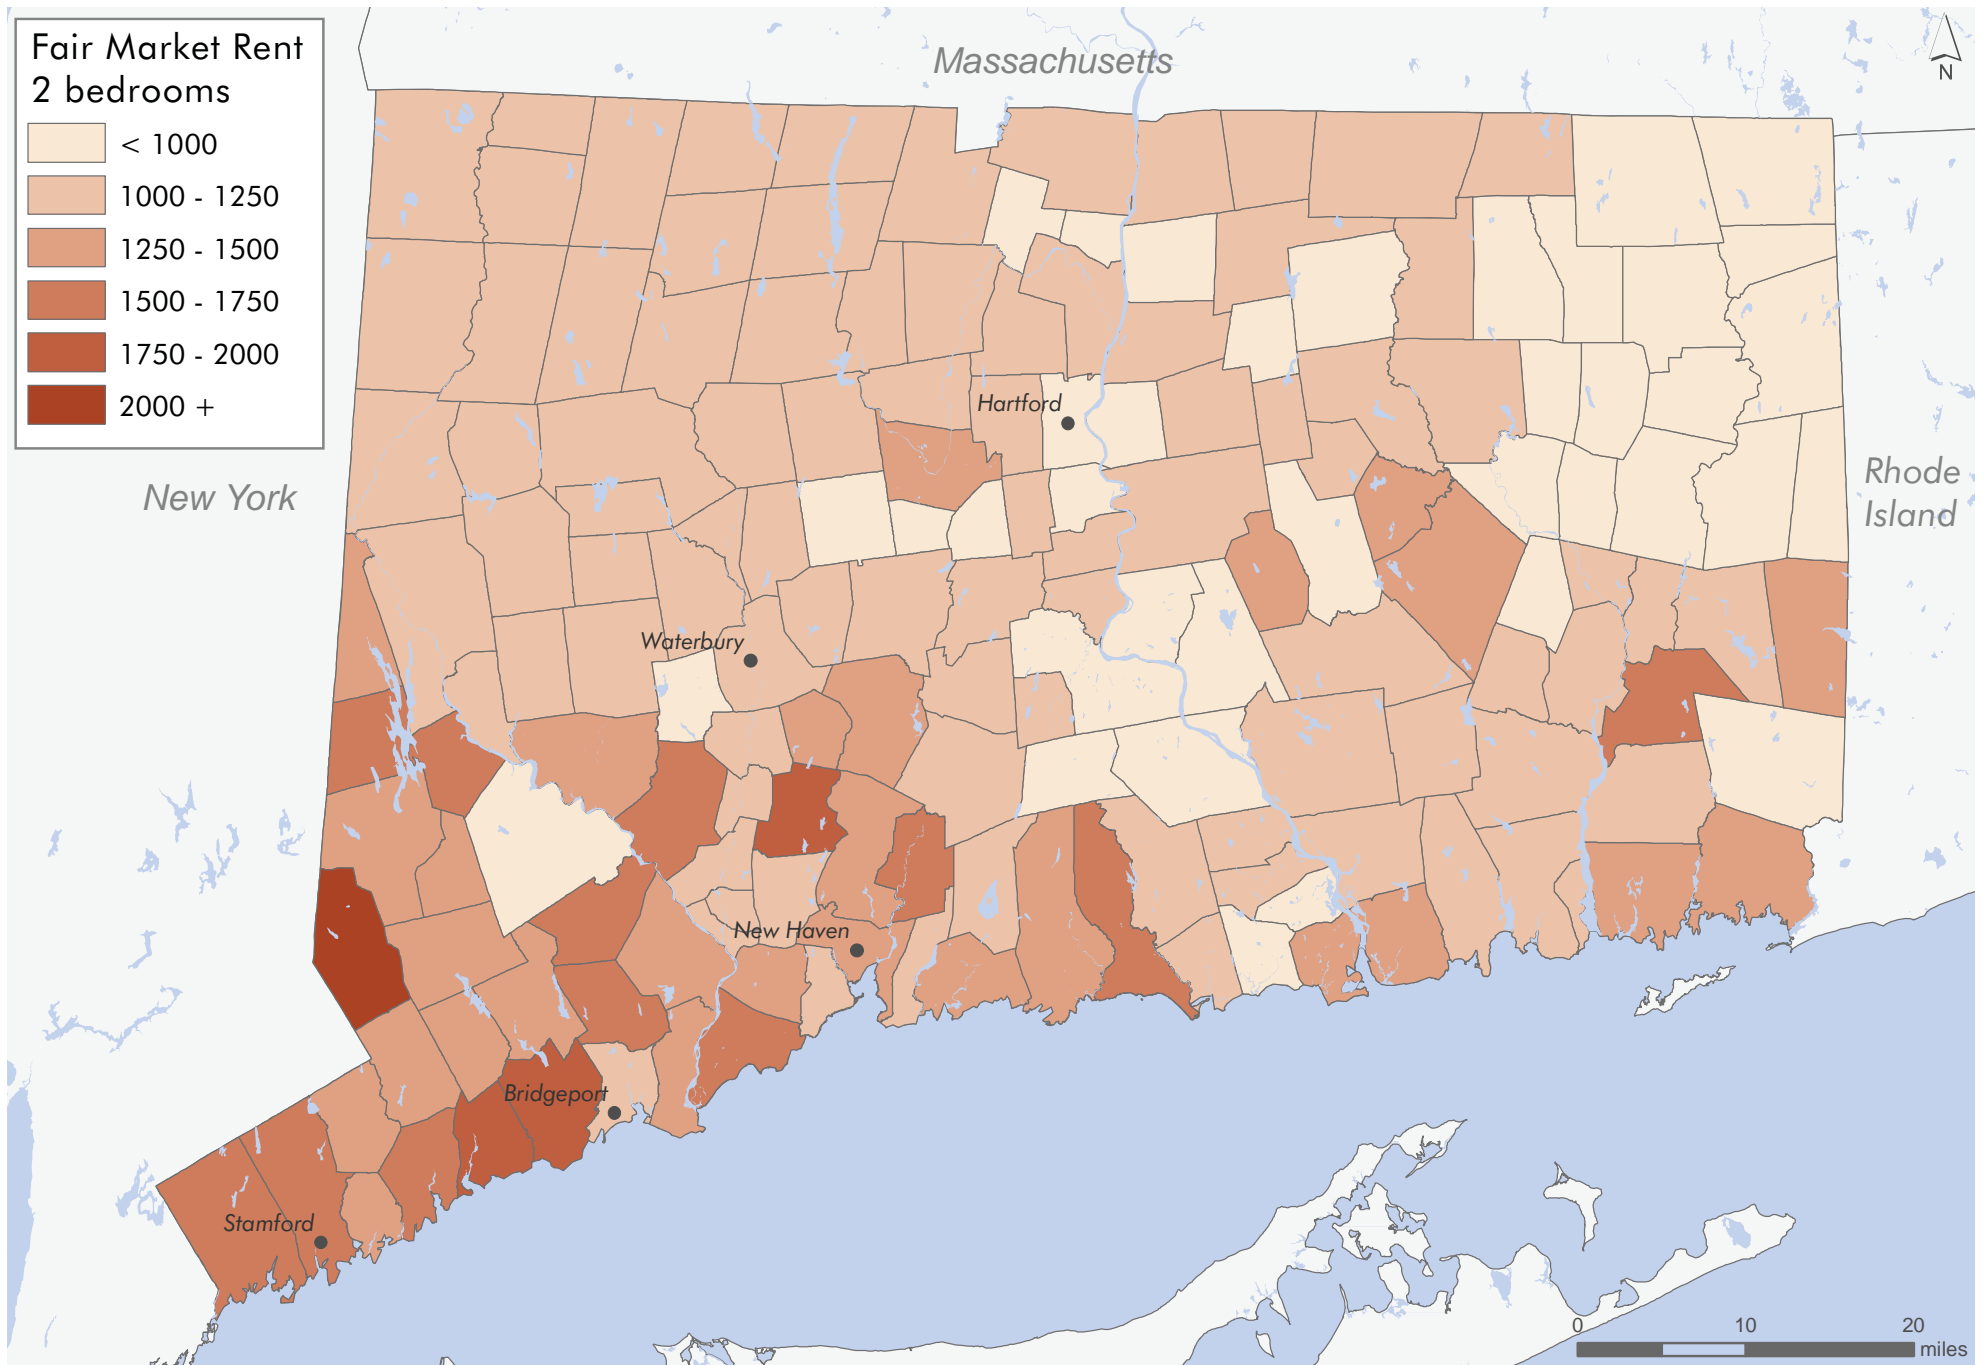 Fair Market Rent
2 bedrooms
< 1000
1000 - 1250
1250 - 1500
1500 - 1750
1750 - 2000
2000 +
Massachusetts
N
Hartford
New York
Rhode
Island
Waterbury
New Haven
Bridgeport
Stamford
0 10 20
miles